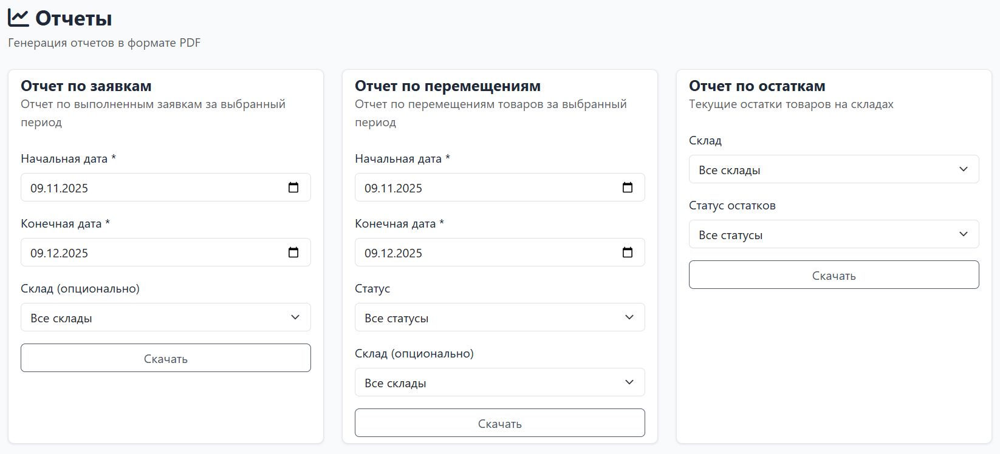 Отчеты
Генерация отчетов в формате PDF
Отчет по заявкам
Отчет по выполненным заявкам за выбранный
период
Начальная дата *
09.11.2025
Конечная дата *
09.12.2025
Склад (опционально)
Все склады
Скачать
Отчет по перемещениям
Отчет по перемещениям товаров за выбранный
период
Начальная дата *
09.11.2025
Конечная дата *
09.12.2025
Статус
Все статусы
Склад (опционально)
Все склады
Скачать
Отчет по остаткам
Текущие остатки товаров на складах
Склад
Все склады
Статус остатков
Все статусы
Скачать